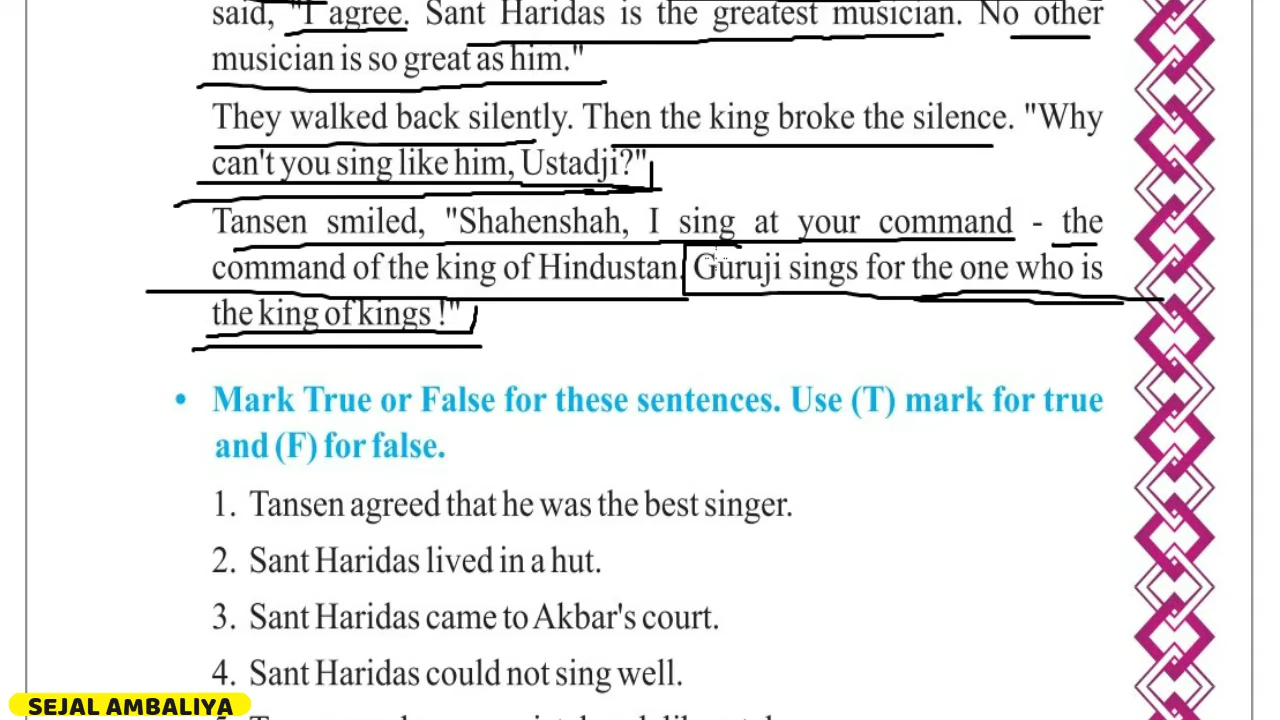 said, "I agree. Sant Haridas is the greatest musician. No other
musician is so great as him."
They walked back silently. Then the king broke the silence. "Why
can't you sing like him, Ustadji?"
Tansen smiled, "Shahenshah, I sing at your command - the
command of the king of Hindustan. Guruji sings for the one who is
the king of kings !"
• Mark True or False for these sentences. Use (T) mark for true
and (F) for false.
1. Tansen agreed that he was the best singer.
2. Sant Haridas lived in a hut.
3. Sant Haridas came to Akbar's court.
4. Sant Haridas could not sing well.
SEJAL AMBALIYA